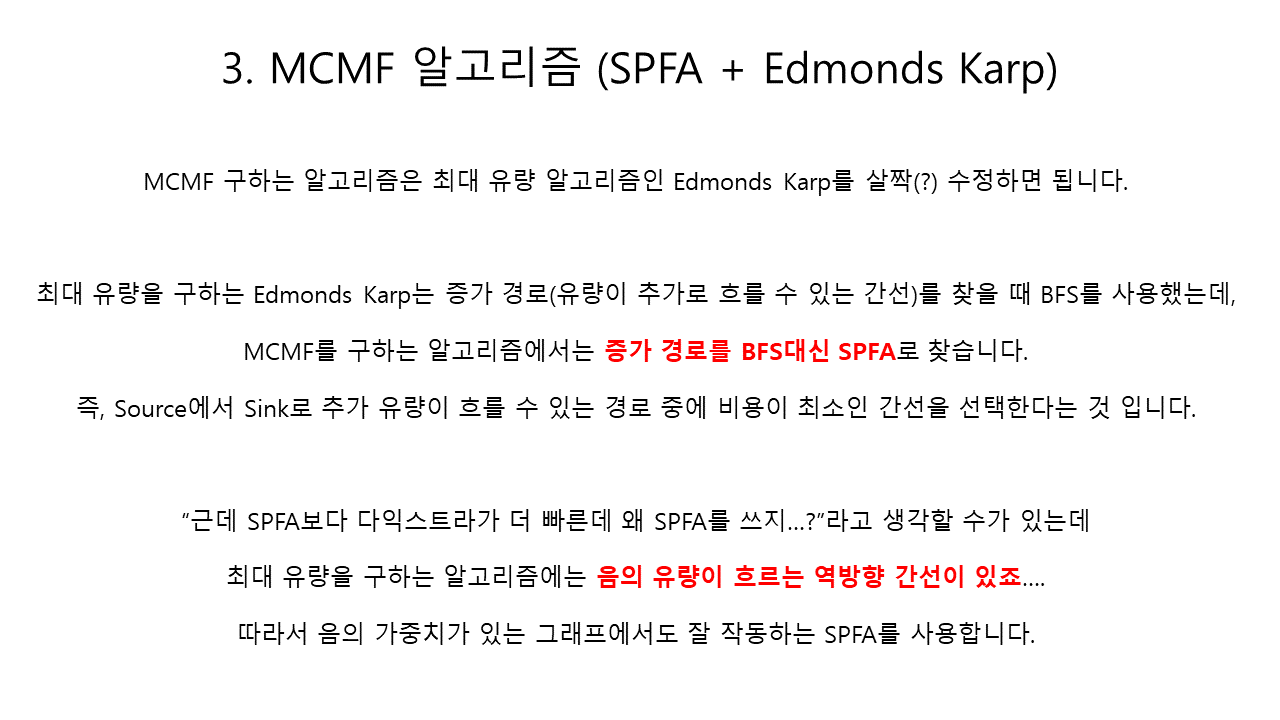 3. MCMF 알고리즘 (SPFA + Edmonds Karp)
MCMF 구하는 알고리즘은 최대 유량 알고리즘인 Edmonds Karp를 살짝(?) 수정하면 됩니다.
최대 유량을 구하는 Edmonds Karp는 증가 경로(유량이 추가로 흐를 수 있는 간선)를 찾을 때 BFS를 사용했는데,
MCMF를 구하는 알고리즘에서는 증가 경로를 BFS대신 SPFA로 찾습니다.
즉, Source에서 Sink로 추가 유량이 흐를 수 있는 경로 중에 비용이 최소인 간선을 선택한다는 것 입니다.
“근데 SPFA보다 다익스트라가 더 빠른데 왜 SPFA를 쓰지...?”라고 생각할 수가 있는데
최대 유량을 구하는 알고리즘에는 음의 유량이 흐르는 역방향 간선이 있죠....
따라서 음의 가중치가 있는 그래프에서도 잘 작동하는 SPFA를 사용합니다.